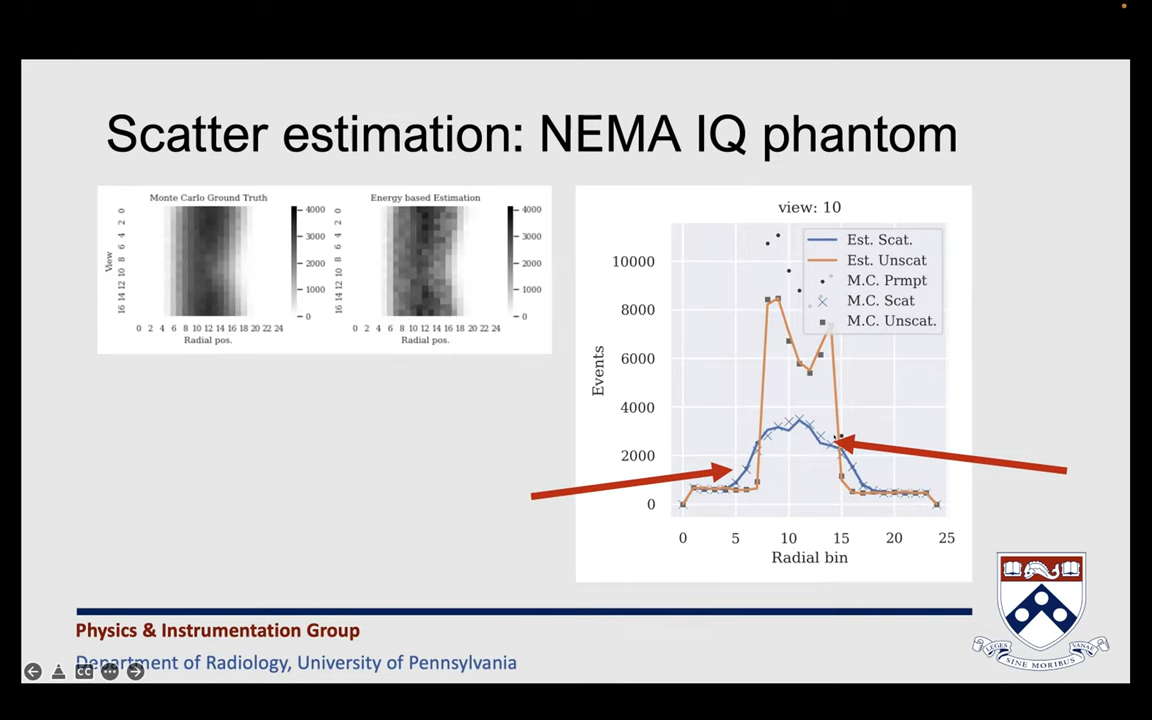 Scatter estimation: NEMA IQ phantom
Monte Carlo Ground Truth
View
0 2 4 6 8 10 12 14 16
4000
3000
2000
1000
0
0 2 4 6 8 10 12 14 16 18 20 22 24
Radial pos.
Energy based Estimation
0 2 4 6 8 10 12 14 16
4000
3000
2000
1000
0
0 2 4 6 8 10 12 14 16 18 20 22 24
Radial pos.
view: 10
Events
10000
8000
6000
4000
2000
0
Est. Scat.
Est. Unscat
M.C. Prmpt
M.C. Scat
M.C. Unscat.
0 5 10 15 20 25
Radial bin
Physics & Instrumentation Group
Department of Radiology, University of Pennsylvania
CC
LEGES SINE MORIBUS VANAE